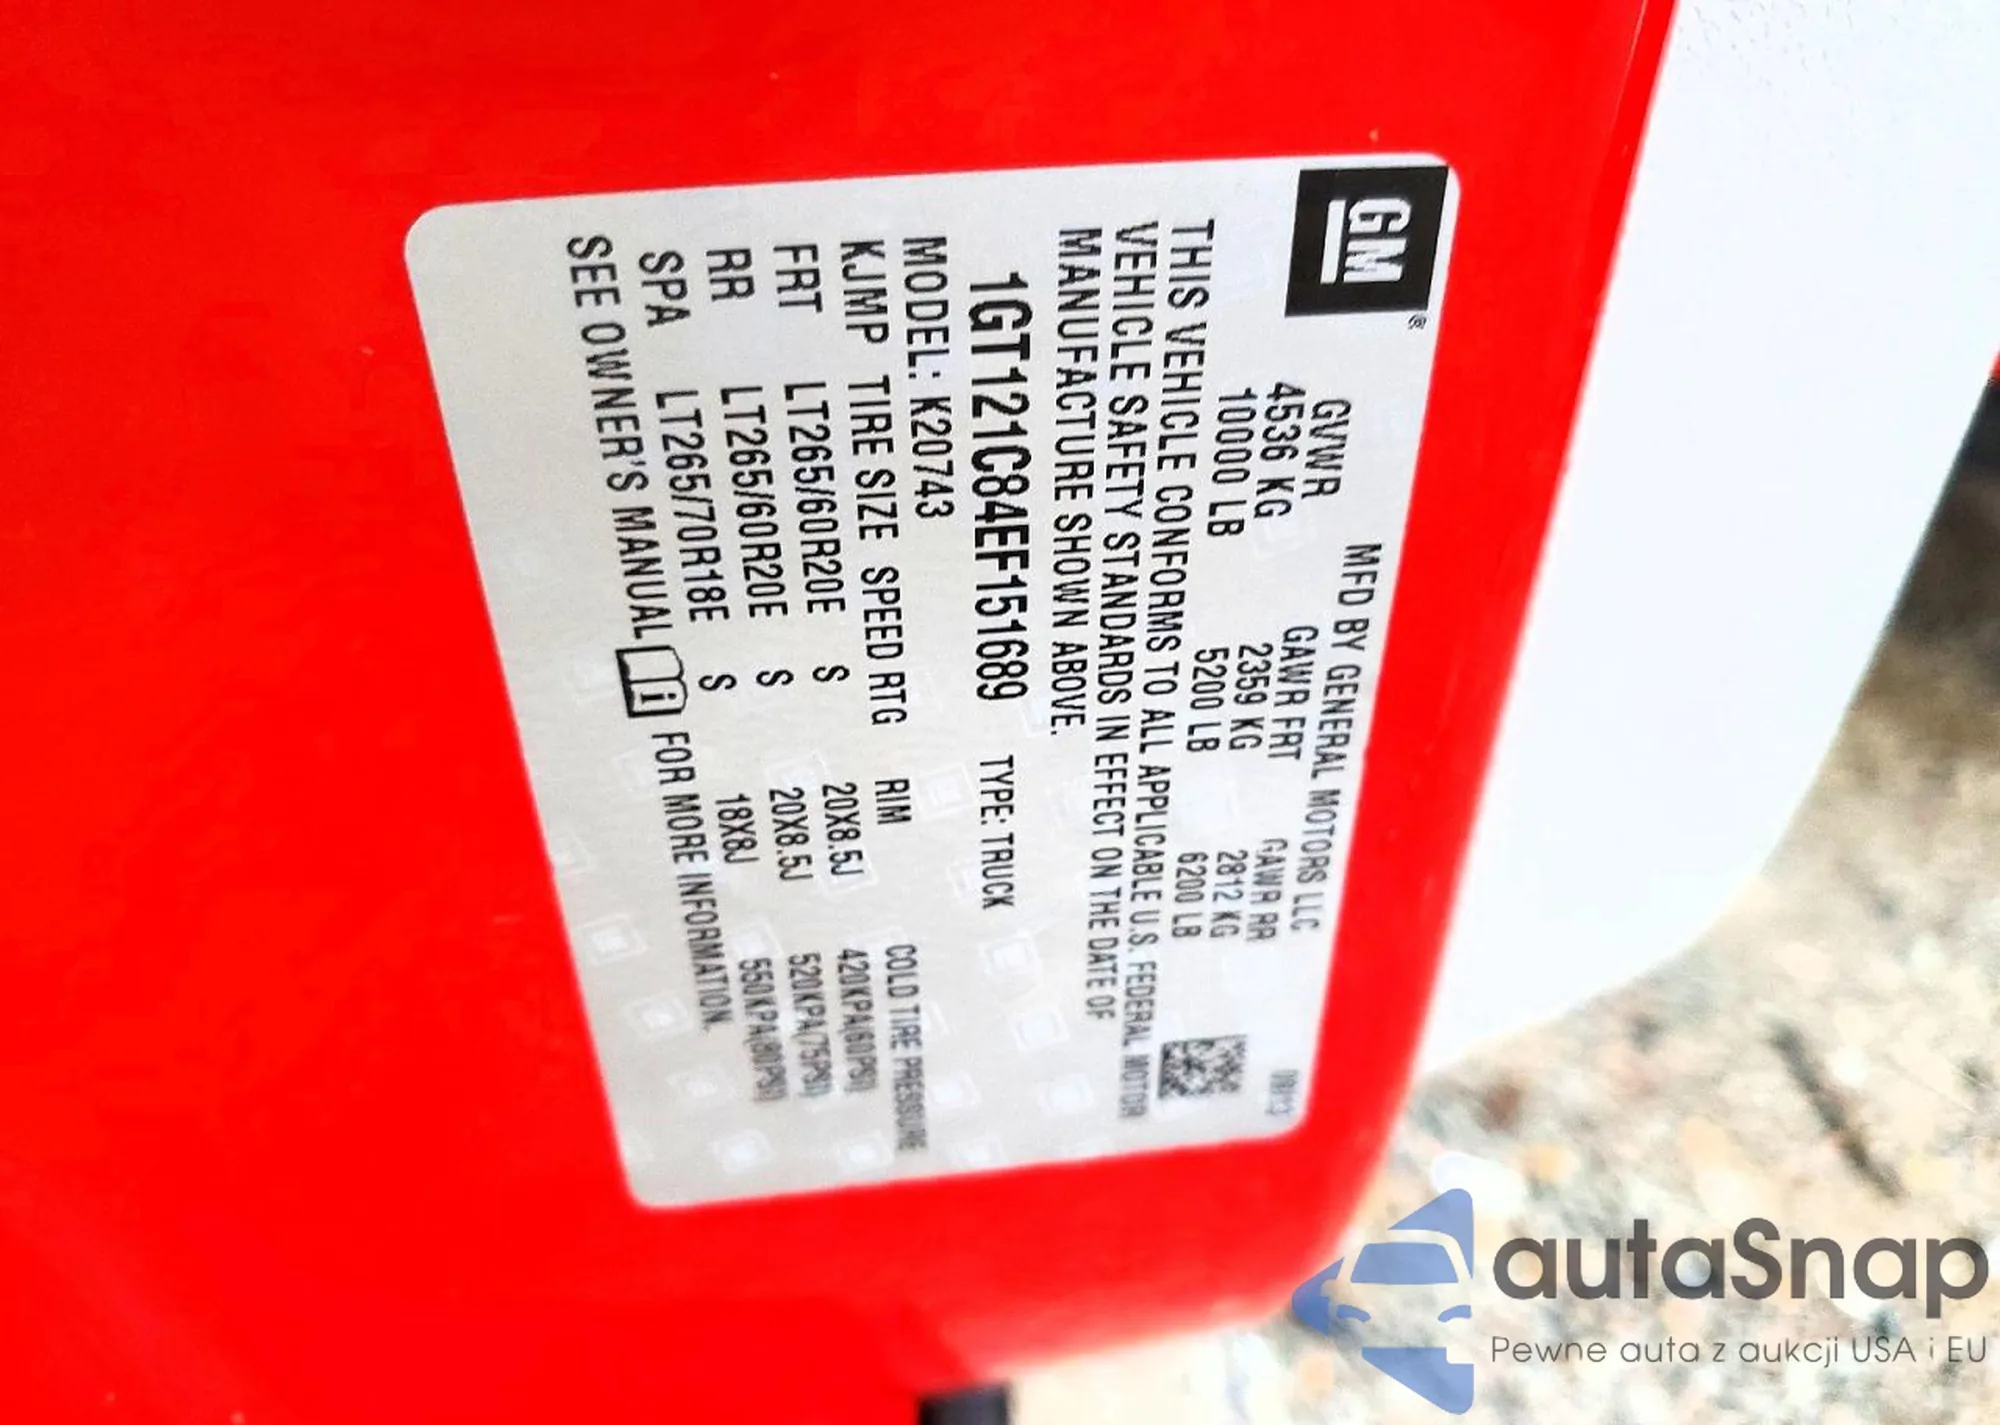 GM ®
MFD BY GENERAL MOTORS LLC 09/13
GVWR GAWR FRT GAWR RR
4536 KG 2359 KG 2812 KG
10000 LB 5200 LB 6200 LB
THIS VEHICLE CONFORMS TO ALL APPLICABLE U.S. FEDERAL MOTOR
VEHICLE SAFETY STANDARDS IN EFFECT ON THE DATE OF
MANUFACTURE SHOWN ABOVE.
1GT121C84EF151689 TYPE: TRUCK
MODEL: K20743
KJMP TIRE SIZE SPEED RTG RIM COLD TIRE PRESSURE
FRT LT265/60R20E S 20X8.5J 420KPA(60PSI)
RR LT265/60R20E S 20X8.5J 520KPA(75PSI)
SPA LT265/70R18E S 18X8J 550KPA(80PSI)
SEE OWNER'S MANUAL i FOR MORE INFORMATION.
autaSnap
Pewne auta z aukcji USA i EU